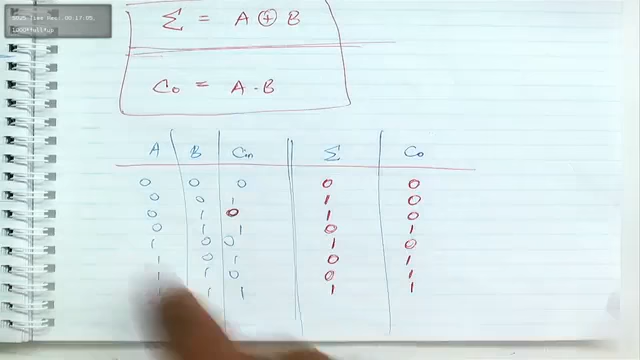 Σ = A ⊕ B
Co = A . B
A B Cin Σ Co
0 0 0 0 0
0 0 1 1 0
0 1 0 1 0
0 1 1 0 1
1 0 0 1 0
1 0 1 0 1
1 1 0 0 1
1 1 1 1 1